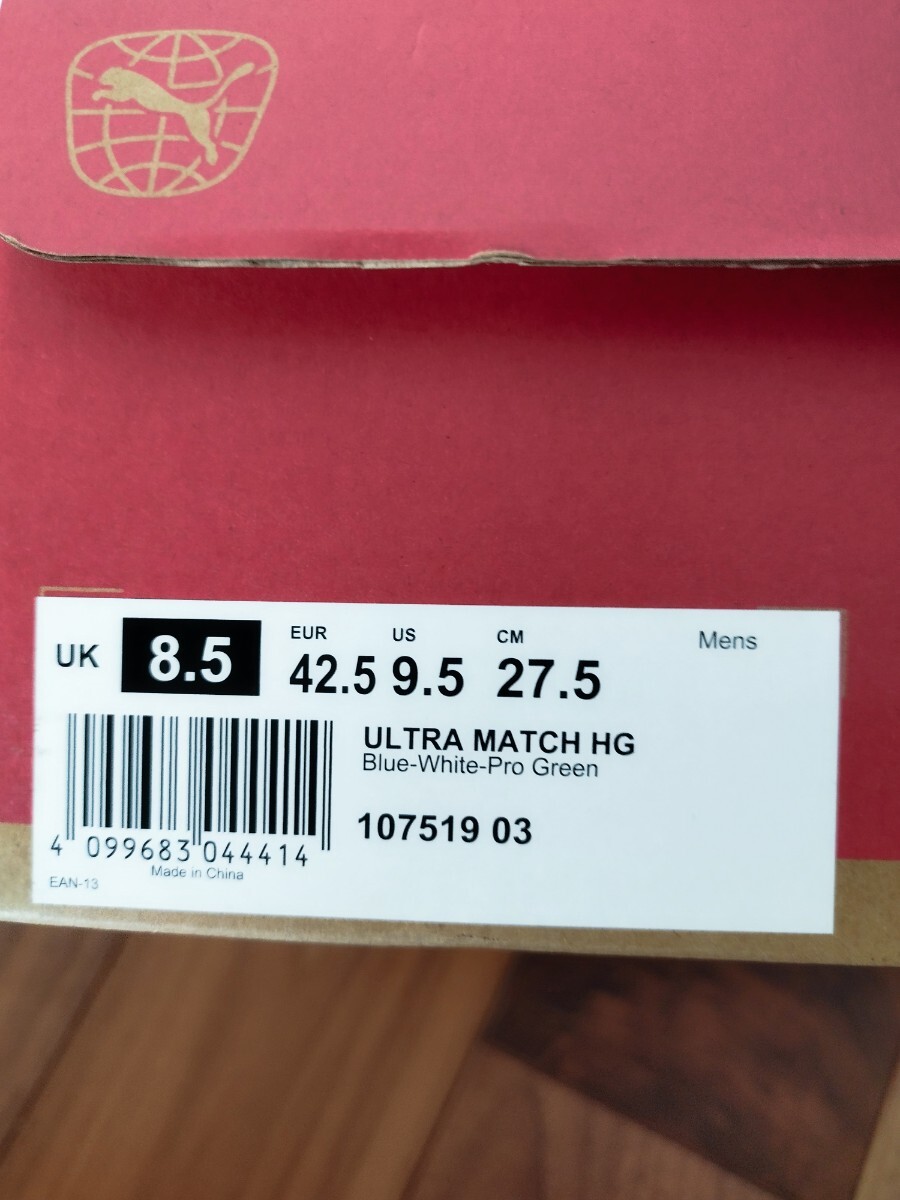 UK 8.5
EUR US CM Mens
42.5 9.5 27.5
ULTRA MATCH HG
Blue-White-Pro Green
107519 03
4 099683 044414
Made in China
EAN-13